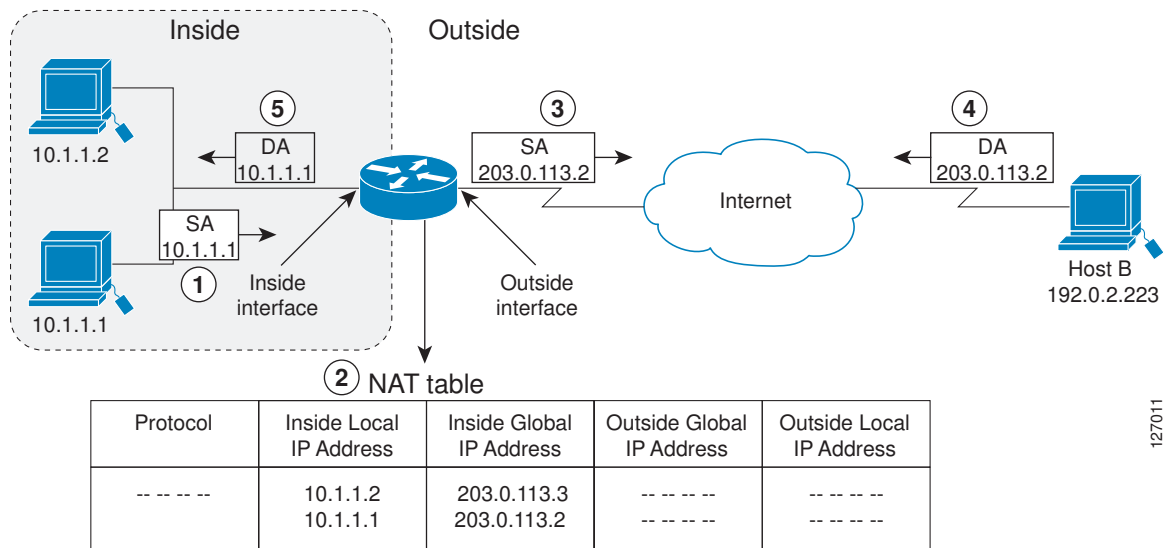 Inside
Outside
10.1.1.2
5
DA
10.1.1.1
3
SA
203.0.113.2
4
DA
203.0.113.2
Internet
SA
10.1.1.1
1
10.1.1.1
Inside
interface
Outside
interface
Host B
192.0.2.223
2 NAT table
Protocol
Inside Local
IP Address
Inside Global
IP Address
Outside Global
IP Address
Outside Local
IP Address
-- -- -- -- 10.1.1.2 203.0.113.3 -- -- -- -- -- -- -- --
10.1.1.1 203.0.113.2 -- -- -- -- -- -- -- --
127011